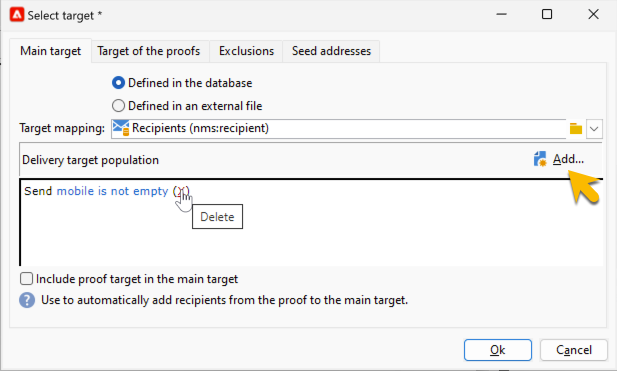 Select target *
Main target Target of the proofs Exclusions Seed addresses
Defined in the database
Defined in an external file
Target mapping: Recipients (nms:recipient)
Delivery target population Add...
Send mobile is not empty (X)
Delete
Include proof target in the main target
? Use to automatically add recipients from the proof to the main target.
Ok Cancel